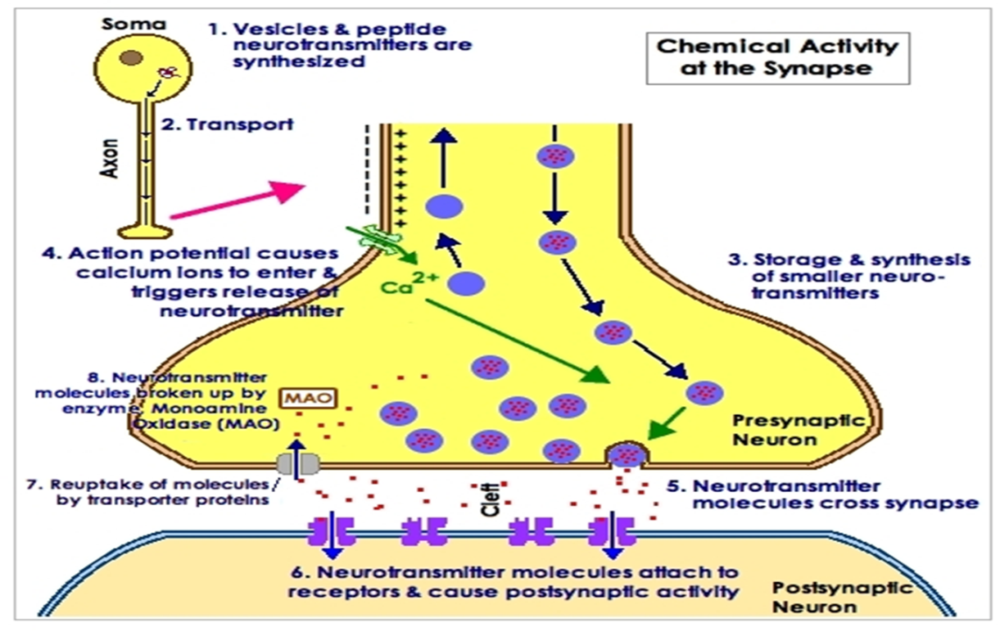 Soma
1. Vesicles & peptide
neurotransmitters are
synthesized
Chemical Activity
at the Synapse
2. Transport
Axon
4. Action potential causes
calcium ions to enter &
triggers release of
neurotransmitter
Ca2+
3. Storage & synthesis
of smaller neuro-
transmitters
8. Neurotransmitter
molecules broken up by
enzyme Monoamine
Oxidase (MAO)
MAO
Presynaptic
Neuron
7. Reuptake of molecules
by transporter proteins
Cleft
5. Neurotransmitter
molecules cross synapse
6. Neurotransmitter molecules attach to
receptors & cause postsynaptic activity
Postsynaptic
Neuron